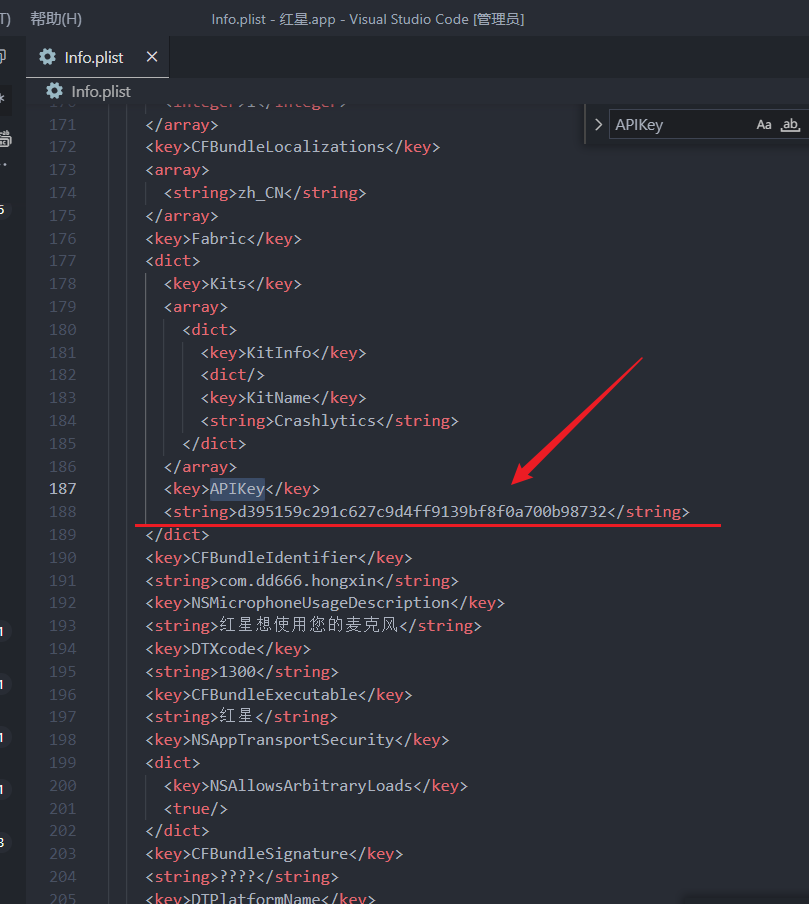 T) 帮助(H) Info.plist - 红星.app - Visual Studio Code [管理员]
Info.plist
Info.plist
APIKey Aa ab
171 </array>
172 <key>CFBundleLocalizations</key>
173 <array>
174 <string>zh_CN</string>
175 </array>
176 <key>Fabric</key>
177 <dict>
178 <key>Kits</key>
179 <array>
180 <dict>
181 <key>KitInfo</key>
182 <dict/>
183 <key>KitName</key>
184 <string>Crashlytics</string>
185 </dict>
186 </array>
187 <key>APIKey</key>
188 <string>d395159c291c627c9d4ff9139bf8f0a700b98732</string>
189 </dict>
190 <key>CFBundleIdentifier</key>
191 <string>com.dd666.hongxin</string>
192 <key>NSMicrophoneUsageDescription</key>
193 <string>红星想使用您的麦克风</string>
194 <key>DTXcode</key>
195 <string>1300</string>
196 <key>CFBundleExecutable</key>
197 <string>红星</string>
198 <key>NSAppTransportSecurity</key>
199 <dict>
200 <key>NSAllowsArbitraryLoads</key>
201 <true/>
202 </dict>
203 <key>CFBundleSignature</key>
204 <string>????</string>
205 <key>DTPlatformName</key>